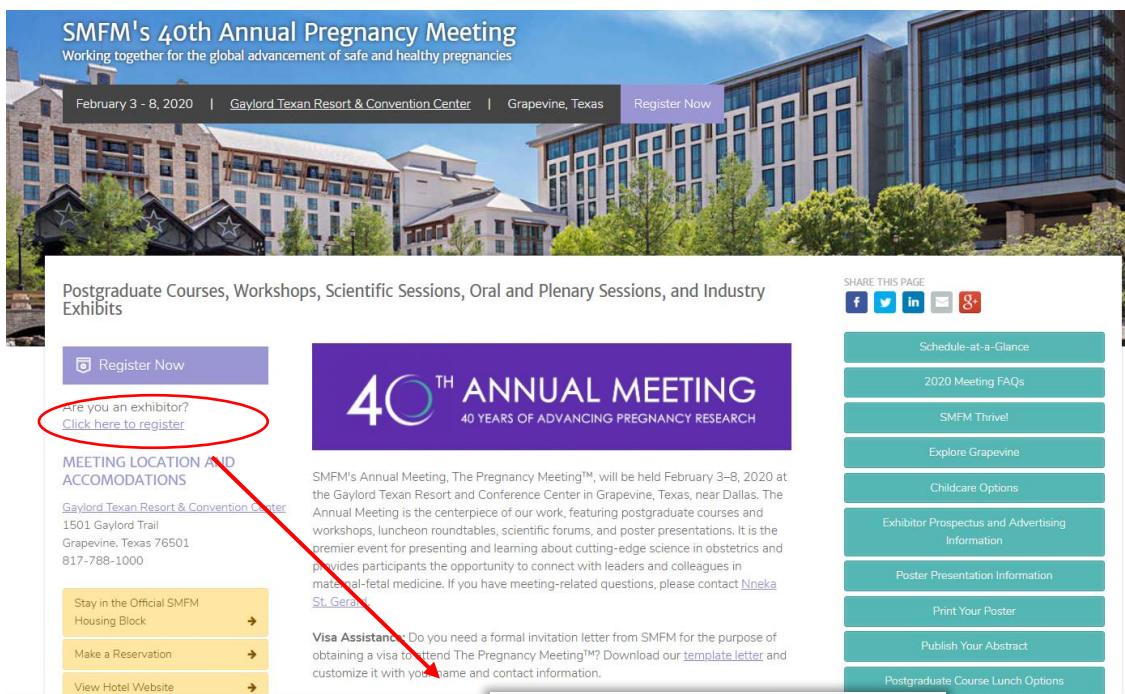 SMFM's 40th Annual Pregnancy Meeting
Working together for the global advancement of safe and healthy pregnancies
February 3 - 8, 2020 | Gaylord Texan Resort & Convention Center | Grapevine, Texas Register Now
Postgraduate Courses, Workshops, Scientific Sessions, Oral and Plenary Sessions, and Industry
Exhibits
Register Now
Are you an exhibitor?
Click here to register
MEETING LOCATION AND
ACCOMODATIONS
Gaylord Texan Resort & Convention Center
1501 Gaylord Trail
Grapevine, Texas 76501
817-788-1000
Stay in the Official SMFM
Housing Block
Make a Reservation
View Hotel Website
40TH ANNUAL MEETING
40 YEARS OF ADVANCING PREGNANCY RESEARCH
SMFM's Annual Meeting, The Pregnancy Meeting™, will be held February 3–8, 2020 at
the Gaylord Texan Resort and Conference Center in Grapevine, Texas, near Dallas. The
Annual Meeting is the centerpiece of our work, featuring postgraduate courses and
workshops, luncheon roundtables, scientific forums, and poster presentations. It is the
premier event for presenting and learning about cutting-edge science in obstetrics and
provides participants the opportunity to connect with leaders and colleagues in
maternal-fetal medicine. If you have meeting-related questions, please contact Nneka
St. Gerard.
Visa Assistance: Do you need a formal invitation letter from SMFM for the purpose of
obtaining a visa to attend The Pregnancy Meeting™? Download our template letter and
customize it with your name and contact information.
SHARE THIS PAGE
Schedule-at-a-Glance
2020 Meeting FAQs
SMFM Thrive!
Explore Grapevine
Childcare Options
Exhibitor Prospectus and Advertising
Information
Poster Presentation Information
Print Your Poster
Publish Your Abstract
Postgraduate Course Lunch Options